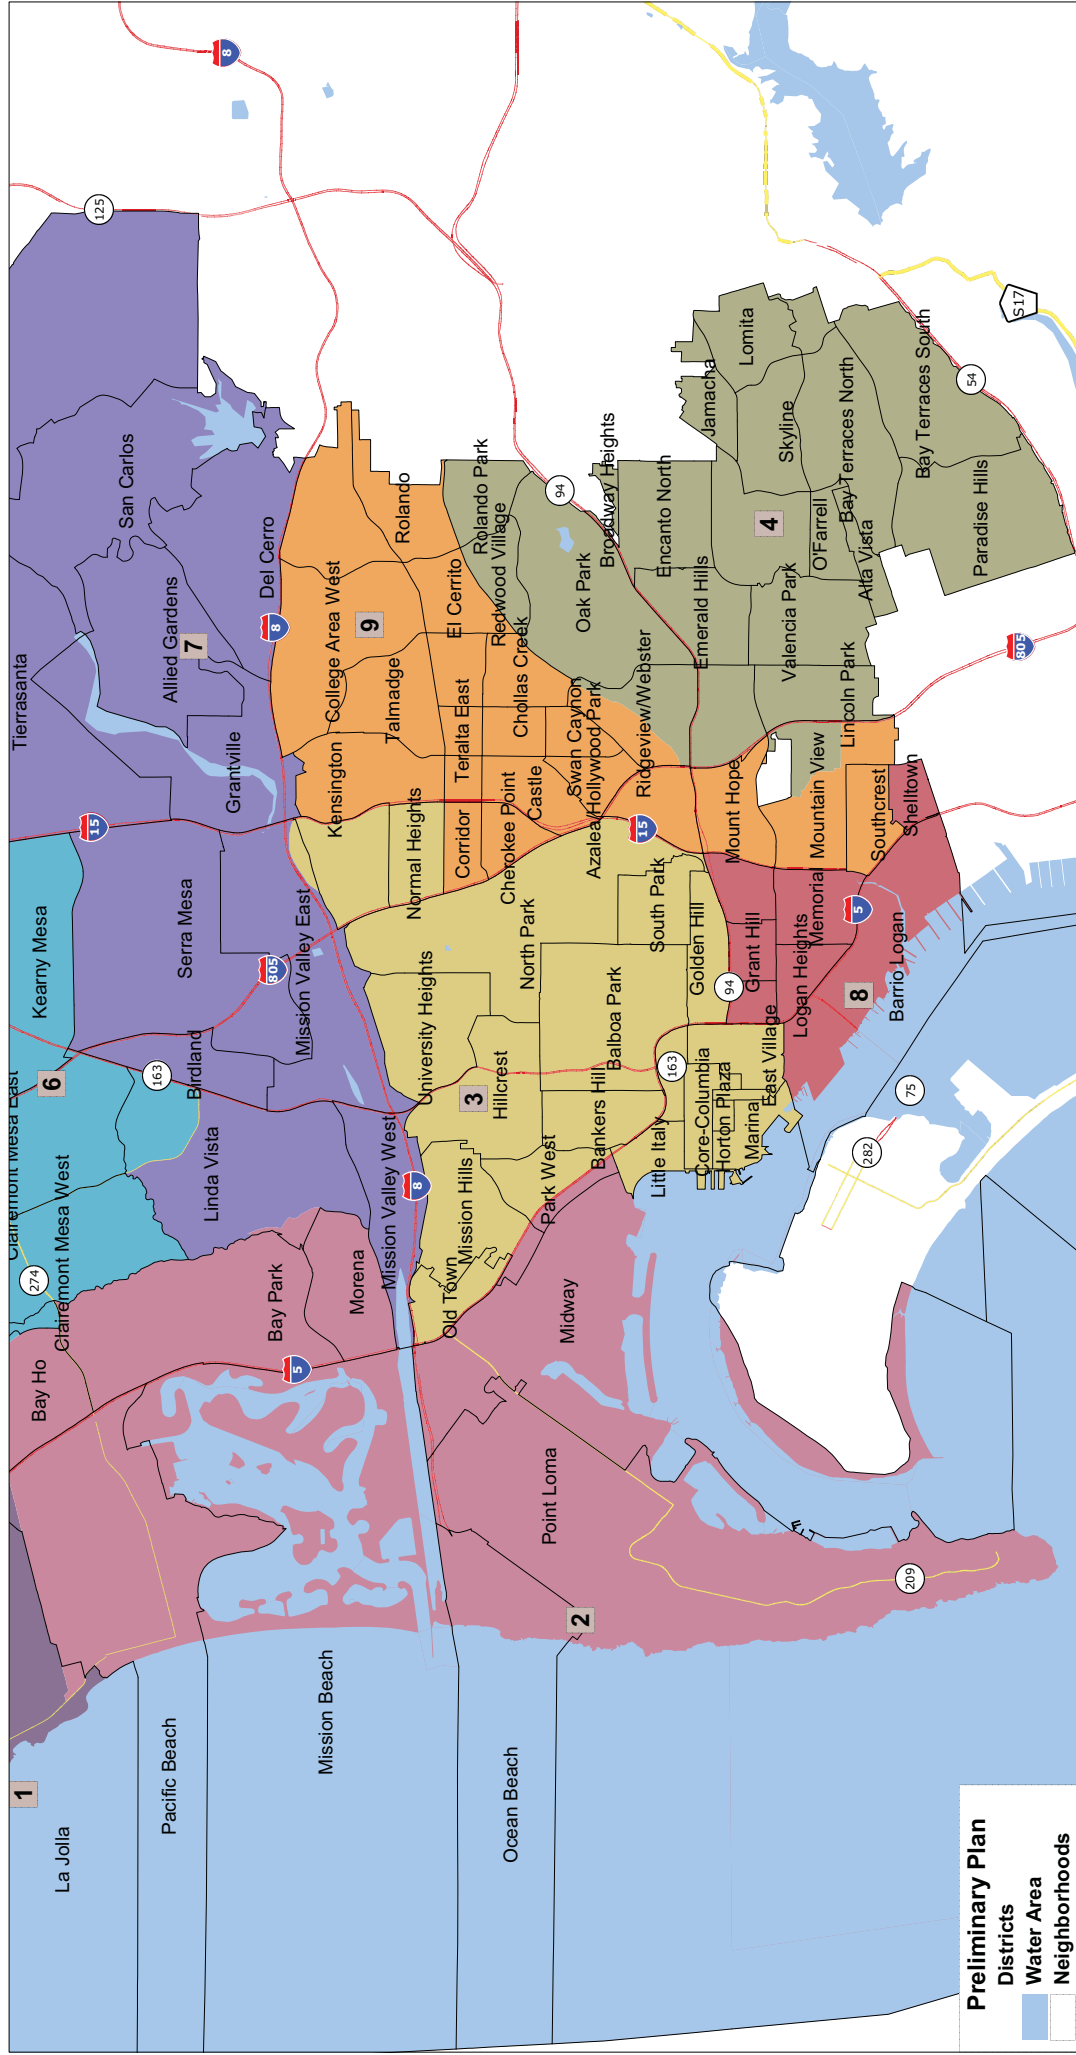 1
Clairemont Mesa East
Tierrasanta
La Jolla
Bay Ho
274
Clairemont Mesa West
6
Kearny Mesa
15
125
Pacific Beach
163
Birdland
Serra Mesa
Allied Gardens
7
San Carlos
Linda Vista
Grantville
8
Bay Park
5
805
Del Cerro
8
Mission Beach
Mission Valley East
Morena
Kensington
College Area West
9
Mission Valley West
8
Talmadge
Rolando
University Heights
Normal Heights
Old Town
Mission Hills
3
Hillcrest
Corridor
Teralta East
El Cerrito
Rolando Park
Redwood Village
Ocean Beach
Point Loma
Park West
North Park
Cherokee Point
Castle
Chollas Creek
Midway
2
Bankers Hill
Balboa Park
Azalea/Hollywood Park
Swan Caynon
Oak Park
94
Broadway Heights
Little Italy
163
South Park
15
Ridgeview/Webster
Encanto North
Core-Columbia
Golden Hill
Emerald Hills
Jamacha
Horton Plaza
94
Mount Hope
Lomita
Marina
East Village
Grant Hill
4
Skyline
Logan Heights
Memorial
Mountain View
Valencia Park
O'Farrell
Lincoln Park
Bay Terraces North
Alta Vista
8
5
Southcrest
282
Barrio Logan
Shelltown
75
209
Bay Terraces South
Paradise Hills
54
805
S17
Preliminary Plan
Districts
Water Area
Neighborhoods